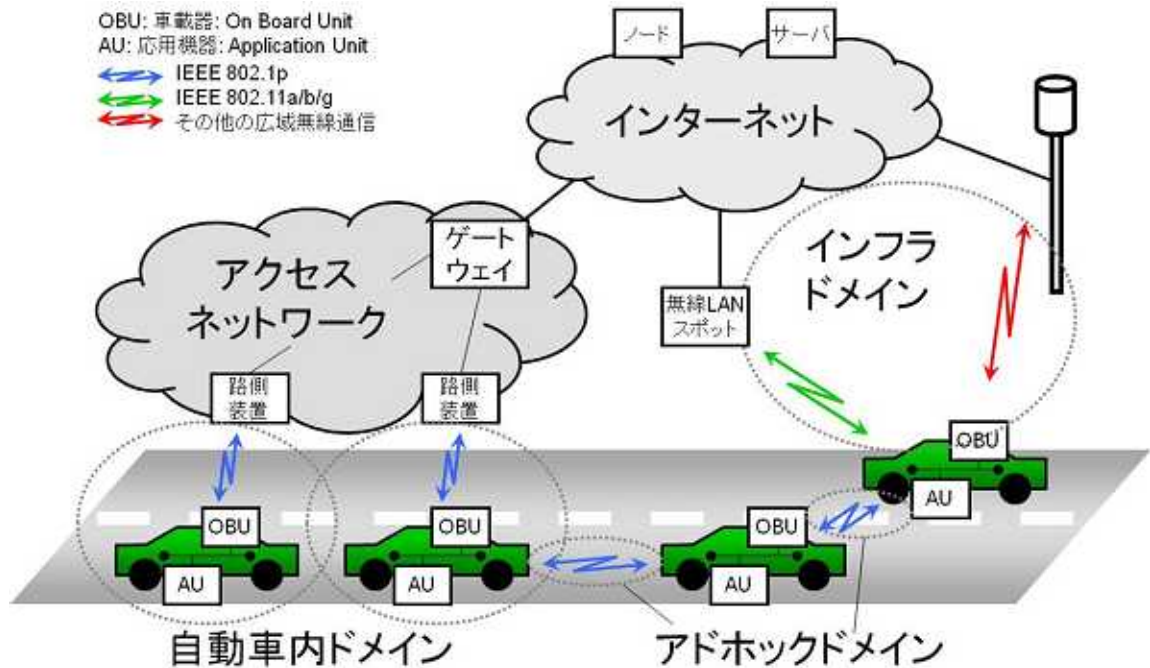 OBU: 車載器: On Board Unit
AU: 応用機器: Application Unit
IEEE 802.1p
IEEE 802.11a/b/g
その他の広域無線通信
ノード
サーバ
インターネット
ゲート
ウェイ
アクセス
ネットワーク
インフラ
ドメイン
無線LAN
スポット
路側
装置
路側
装置
OBU
AU
OBU
AU
OBU
AU
OBU
AU
自動車内ドメイン
アドホックドメイン